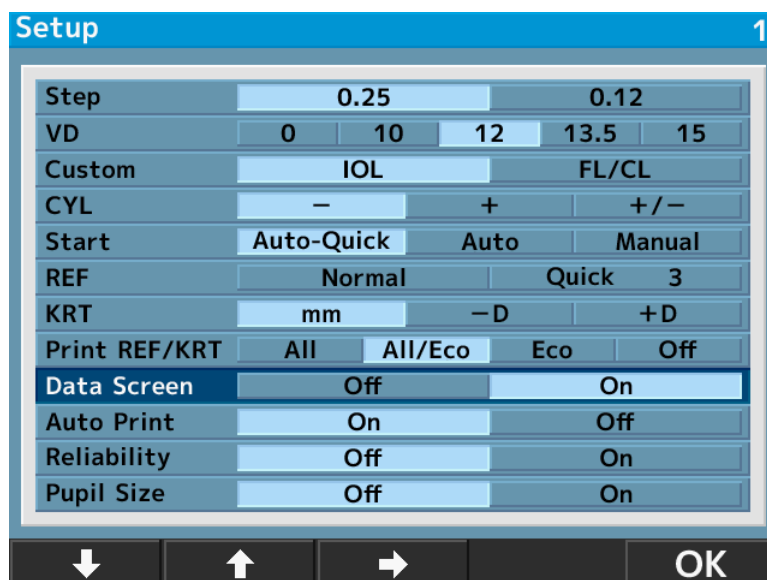 Setup 1
Step 0.25 0.12
VD 0 10 12 13.5 15
Custom IOL FL/CL
CYL − + +/−
Start Auto-Quick Auto Manual
REF Normal Quick 3
KRT mm −D +D
Print REF/KRT All All/Eco Eco Off
Data Screen Off On
Auto Print On Off
Reliability Off On
Pupil Size Off On
OK